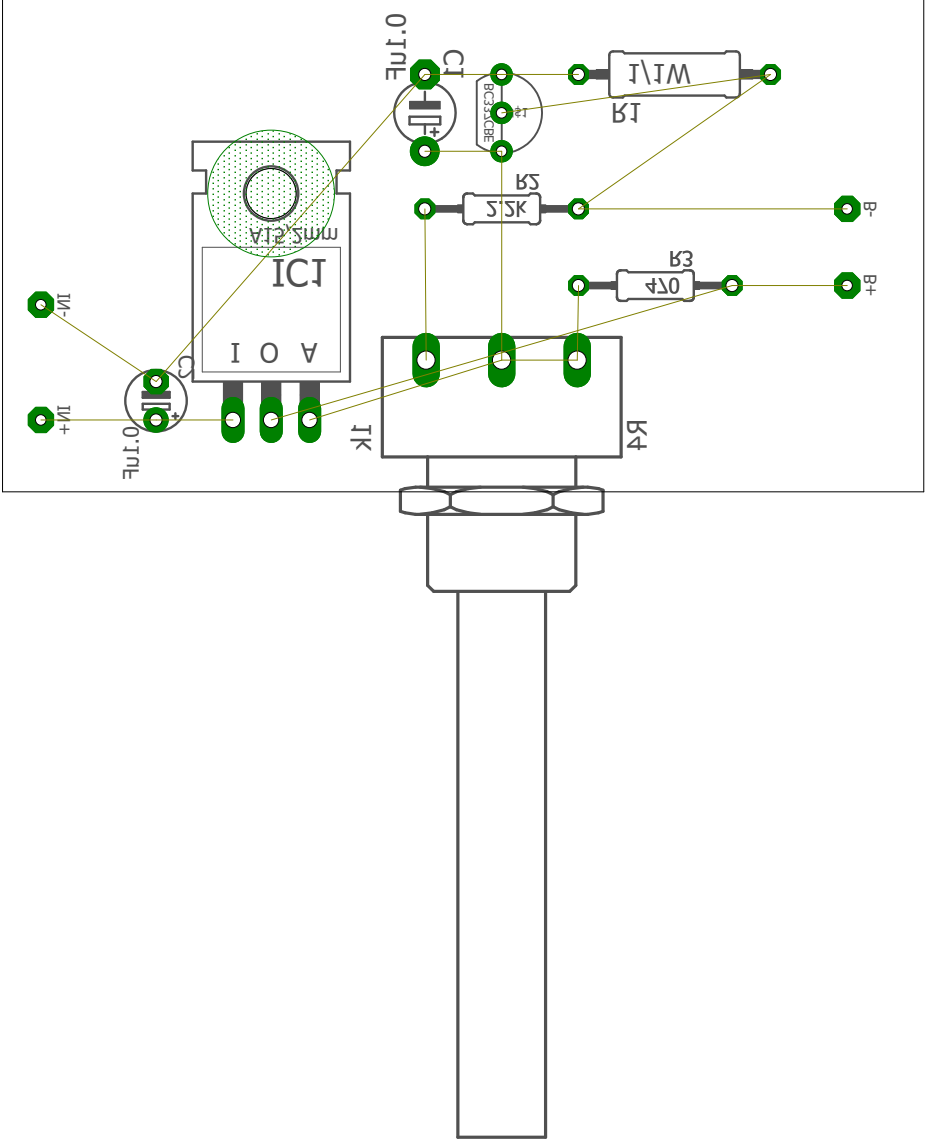 0.1uF
C1
1/1W
R1
BC337CBE
R2
2,2k
B-
A15,2mm
IC1
R3
470
B+
IN-
I O A
C2
IN+
0.1uF
1k
R4
+
+